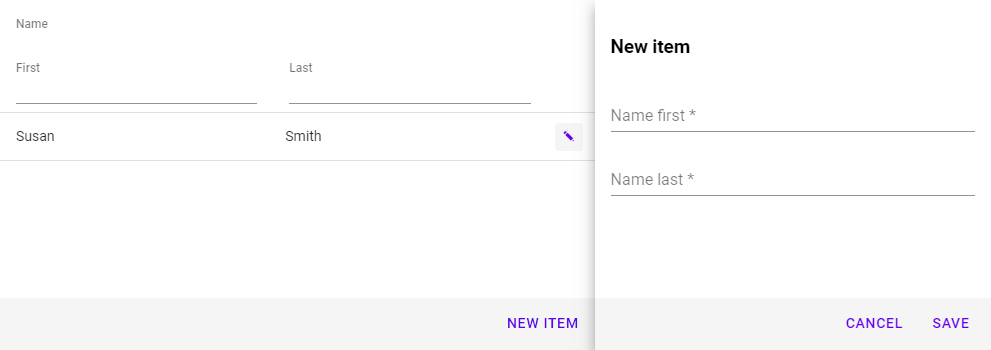 Name
First Last
Susan Smith
NEW ITEM
New item
Name first *
Name last *
CANCEL SAVE